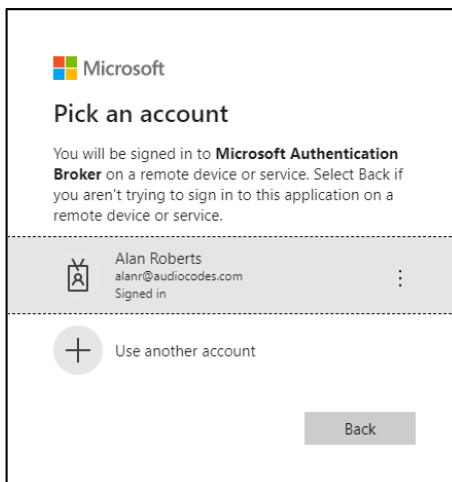 Microsoft
Pick an account
You will be signed in to Microsoft Authentication
Broker on a remote device or service. Select Back if
you aren't trying to sign in to this application on a
remote device or service.
Alan Roberts
alanr@audiocodes.com
Signed in
Use another account
Back